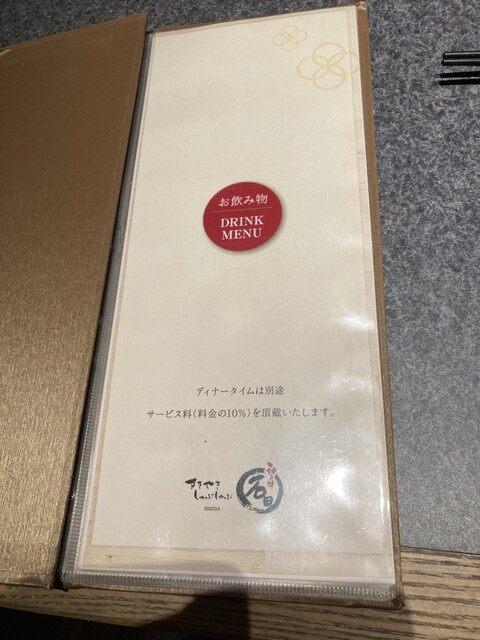 お飲み物
DRINK
MENU
ディナータイムは別途
サービス料(料金の10%)を頂戴いたします。
すきやき
しゃぶしゃぶ
ISHIDA
石田